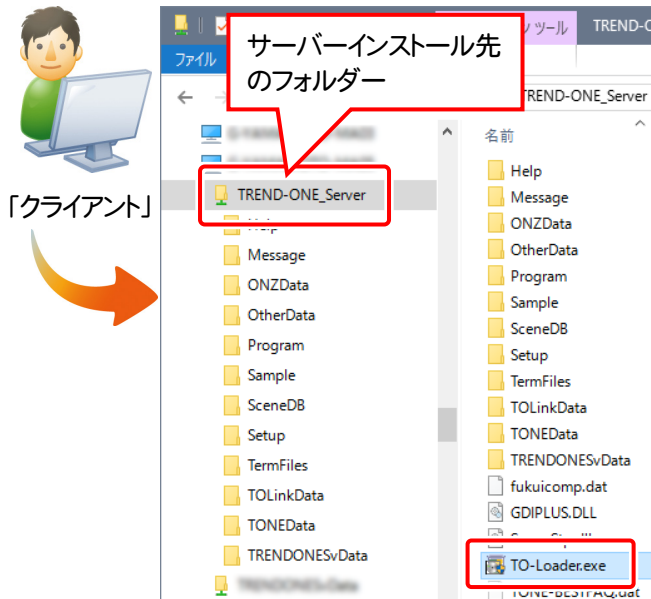 サーバーインストール先
のフォルダー
ツール
TREND-O
ファイル
TREND-ONE_Server
「クライアント」
TREND-ONE_Server
Message
ONZData
OtherData
Program
Sample
SceneDB
Setup
TermFiles
TOLinkData
TONEData
TRENDONESvData
名前
Help
Message
ONZData
OtherData
Program
Sample
SceneDB
Setup
TermFiles
TOLinkData
TONEData
TRENDONESvData
fukuicomp.dat
GDIPLUS.DLL
TO-Loader.exe
TONE-BESTFAQ.dat